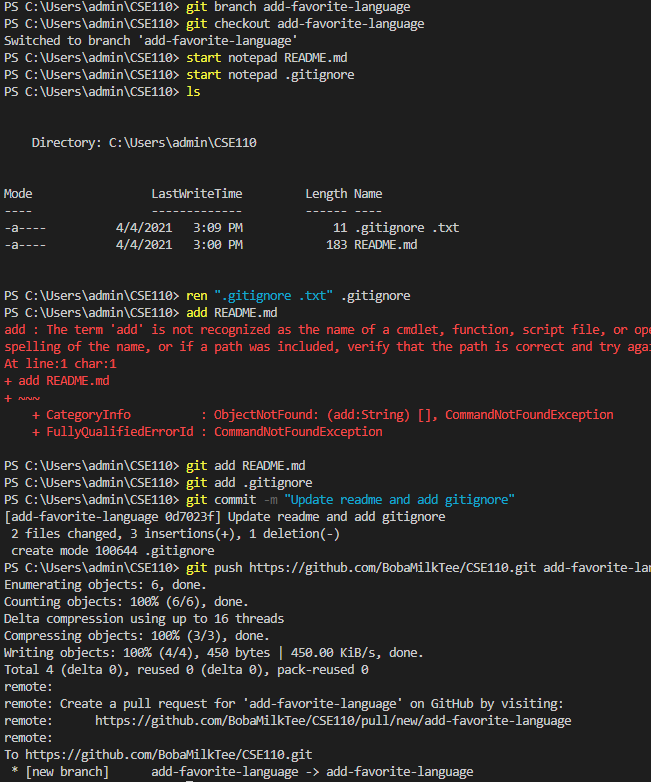 PS C:\Users\admin\CSE110> git branch add-favorite-language
PS C:\Users\admin\CSE110> git checkout add-favorite-language
Switched to branch 'add-favorite-language'
PS C:\Users\admin\CSE110> start notepad README.md
PS C:\Users\admin\CSE110> start notepad .gitignore
PS C:\Users\admin\CSE110> ls
Directory: C:\Users\admin\CSE110
Mode                 LastWriteTime         Length Name
----                 -------------         ------ ----
-a----          4/4/2021   3:09 PM             11 .gitignore .txt
-a----          4/4/2021   3:00 PM            183 README.md
PS C:\Users\admin\CSE110> ren ".gitignore .txt" .gitignore
PS C:\Users\admin\CSE110> add README.md
add : The term 'add' is not recognized as the name of a cmdlet, function, script file, or ope
spelling of the name, or if a path was included, verify that the path is correct and try agai
At line:1 char:1
+ add README.md
+ ~~~
    + CategoryInfo          : ObjectNotFound: (add:String) [], CommandNotFoundException
    + FullyQualifiedErrorId : CommandNotFoundException
PS C:\Users\admin\CSE110> git add README.md
PS C:\Users\admin\CSE110> git add .gitignore
PS C:\Users\admin\CSE110> git commit -m "Update readme and add gitignore"
[add-favorite-language 0d7023f] Update readme and add gitignore
 2 files changed, 3 insertions(+), 1 deletion(-)
 create mode 100644 .gitignore
PS C:\Users\admin\CSE110> git push https://github.com/BobaMilkTee/CSE110.git add-favorite-lan
Enumerating objects: 6, done.
Counting objects: 100% (6/6), done.
Delta compression using up to 16 threads
Compressing objects: 100% (3/3), done.
Writing objects: 100% (4/4), 450 bytes | 450.00 KiB/s, done.
Total 4 (delta 0), reused 0 (delta 0), pack-reused 0
remote:
remote: Create a pull request for 'add-favorite-language' on GitHub by visiting:
remote:      https://github.com/BobaMilkTee/CSE110/pull/new/add-favorite-language
remote:
To https://github.com/BobaMilkTee/CSE110.git
 * [new branch]      add-favorite-language -> add-favorite-language